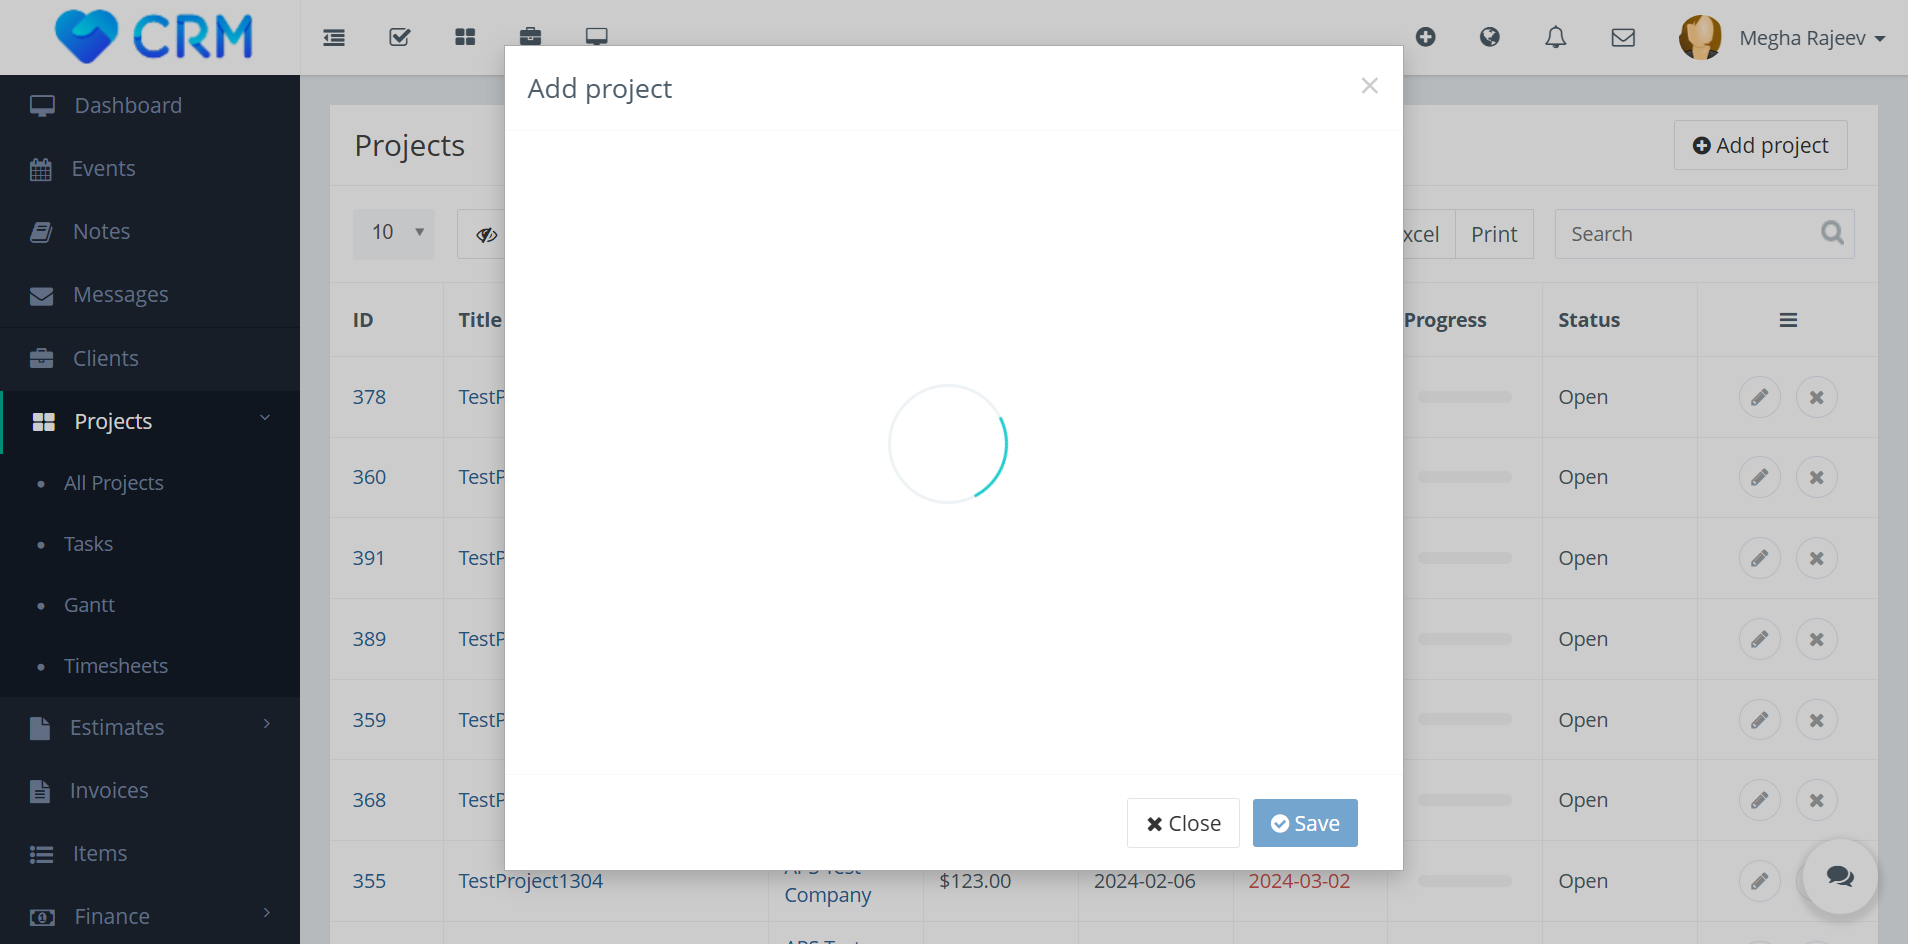 CRM
Megha Rajeev
Dashboard
Events
Notes
Messages
Clients
Projects
All Projects
Tasks
Gantt
Timesheets
Estimates
Invoices
Items
Finance
Add project
Projects
Add project
10
xcel
Print
Search
ID
Title
Progress
Status
378
TestP
Open
360
TestP
Open
391
TestP
Open
389
TestP
Open
359
TestP
Open
368
TestP
Open
Close
Save
355
TestProject1304
Company
$123.00
2024-02-06
2024-03-02
Open